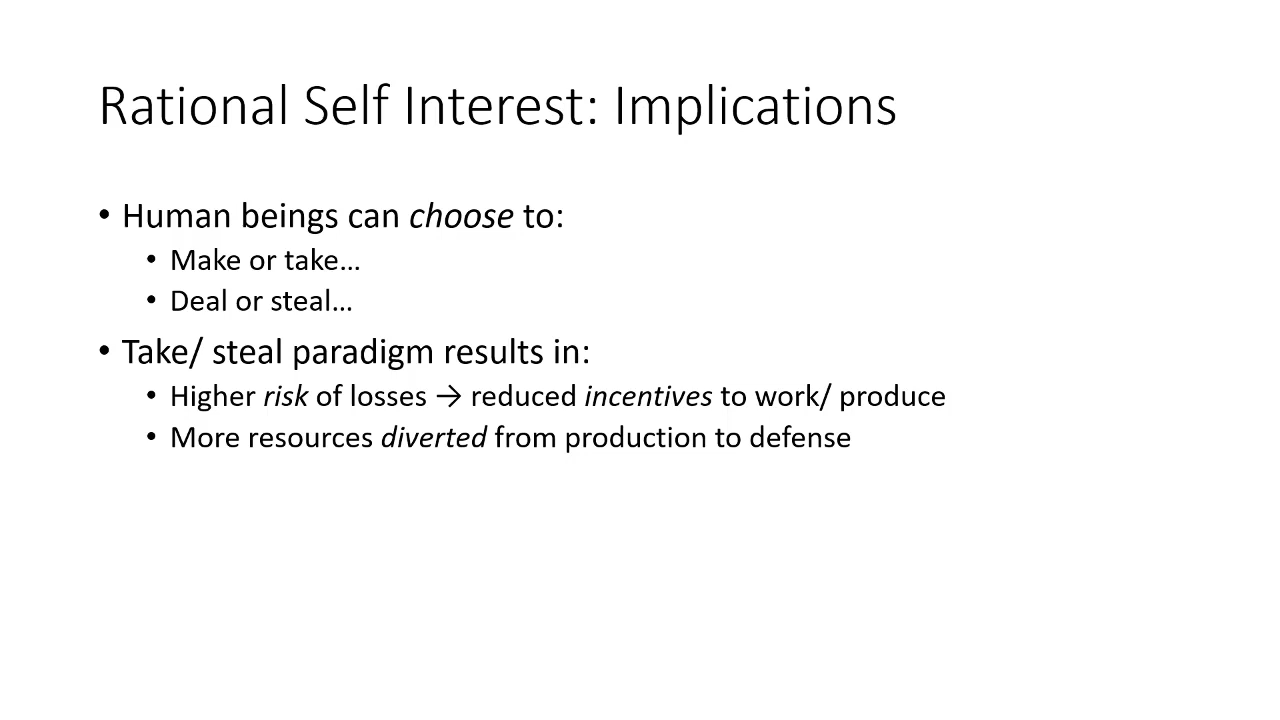 Rational Self Interest: Implications
• Human beings can choose to:
• Make or take…
• Deal or steal…
• Take/ steal paradigm results in:
• Higher risk of losses → reduced incentives to work/ produce
• More resources diverted from production to defense